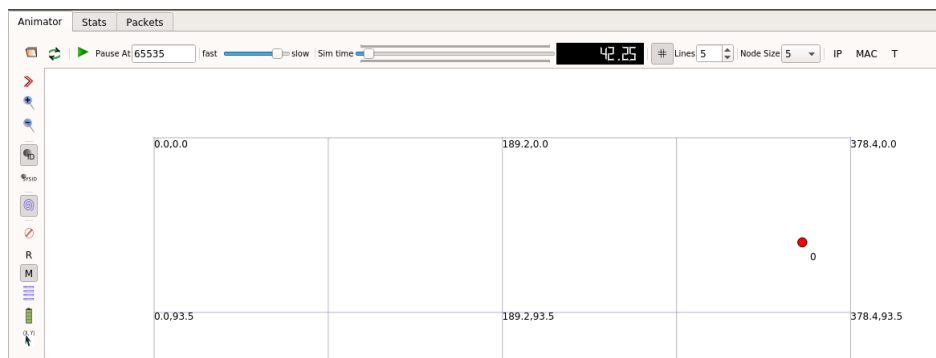 Animator Stats Packets
Pause At 65535 fast slow Sim time 42.25 Lines 5 Node Size 5 IP MAC T
0.0,0.0 189.2,0.0 378.4,0.0
ID
SYSID
0
R
M
0.0,93.5 189.2,93.5 378.4,93.5
(X,Y)